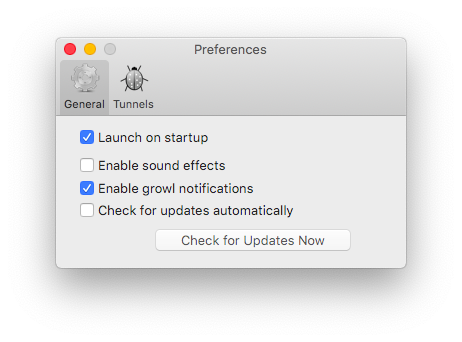 Preferences
General Tunnels
Launch on startup
Enable sound effects
Enable growl notifications
Check for updates automatically
Check for Updates Now